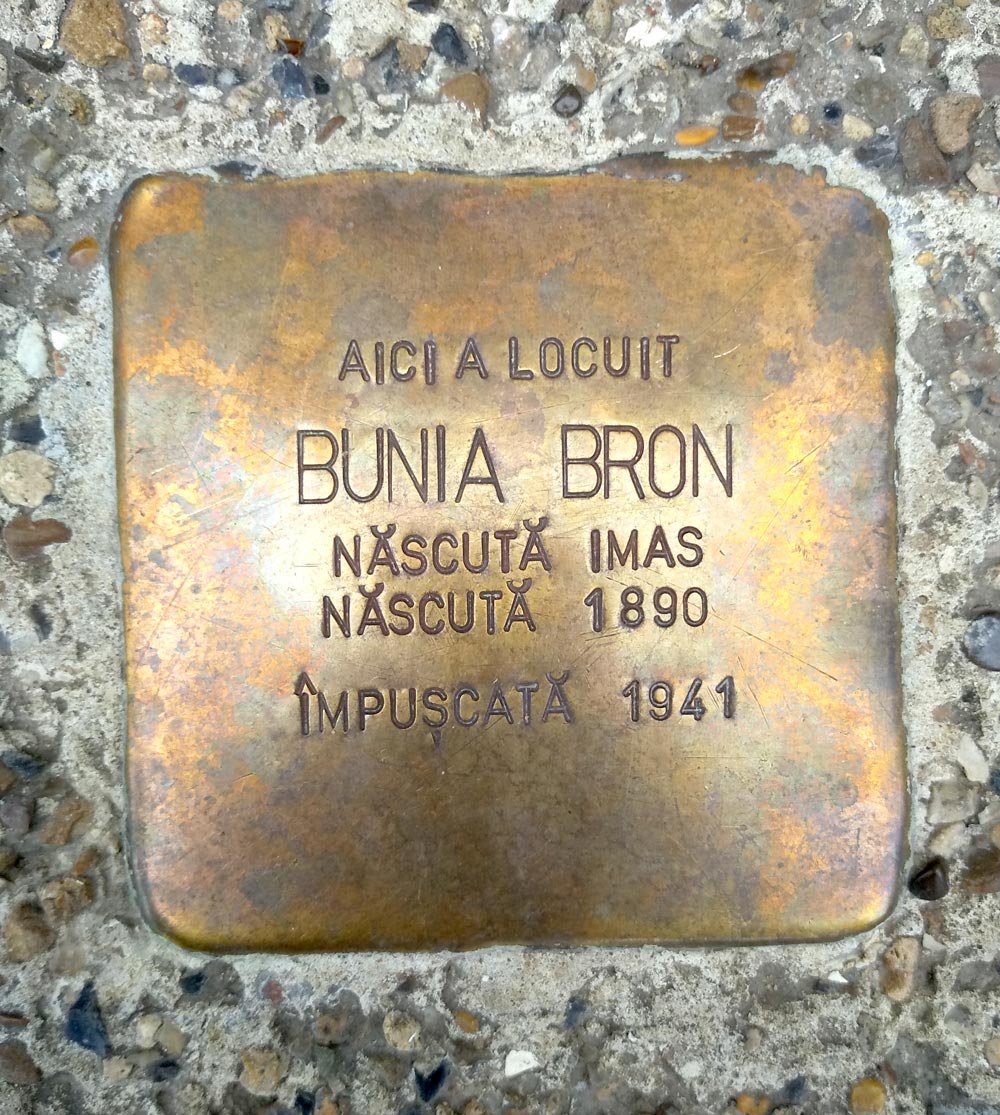 AICI A LOCUIT
BUNIA BRON
NĂSCUTĂ IMAS
NĂSCUTĂ 1890
ÎMPUȘCATĂ 1941